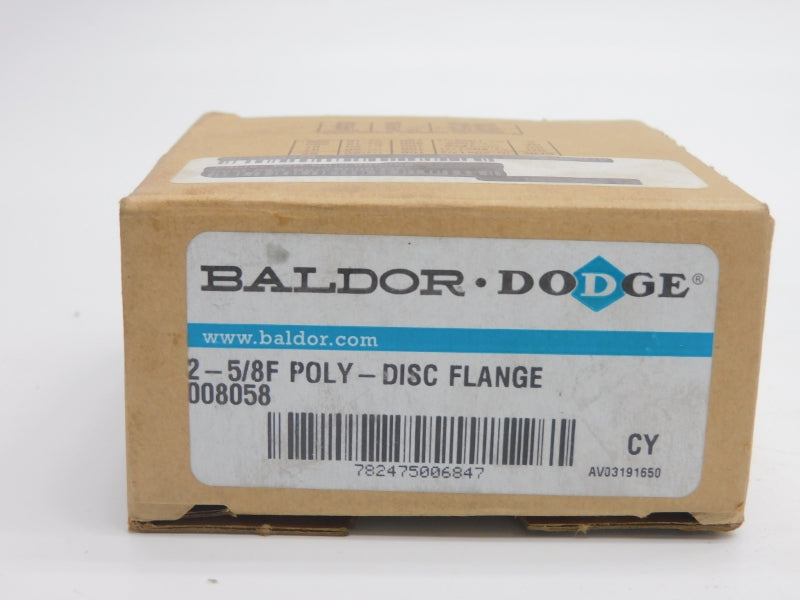 BALDOR · DODGE®
www.baldor.com
2-5/8F POLY-DISC FLANGE
008058
782475006847
CY
AV03191650